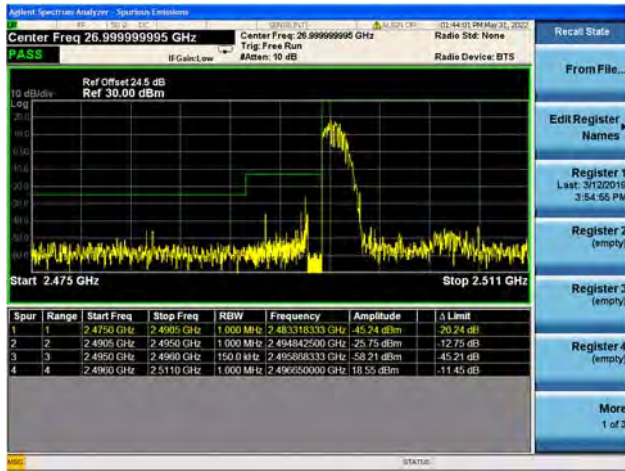 Agilent Spectrum Analyzer - Spurious Emissions
RF 50 Ω DC SENSE:INT ALIGN OFF 01:44:01 PM May 31, 2022
Center Freq 26.999999995 GHz
Center Freq: 26.999999995 GHz
Radio Std: None
Trig: Free Run
PASS
IFGain:Low
#Atten: 10 dB
Radio Device: BTS
Ref Offset 24.5 dB
10 dB/div Ref 30.00 dBm
Log
Start 2.475 GHz Stop 2.511 GHz
Spur Range Start Freq Stop Freq RBW Frequency Amplitude Δ Limit
1 1 2.4750 GHz 2.4905 GHz 1.000 MHz 2.483318333 GHz -45.24 dBm -20.24 dB
2 2 2.4905 GHz 2.4950 GHz 1.000 MHz 2.494842500 GHz -25.75 dBm -12.75 dB
3 3 2.4950 GHz 2.4960 GHz 150.0 kHz 2.495868333 GHz -58.21 dBm -45.21 dB
4 4 2.4960 GHz 2.5110 GHz 1.000 MHz 2.496650000 GHz 18.55 dBm -11.45 dB
MSG STATUS
Recall State
From File...
Edit Register
Names
Register 1
Last: 3/12/2019
3:54:55 PM
Register 2
(empty)
Register 3
(empty)
Register 4
(empty)
More
1 of 3